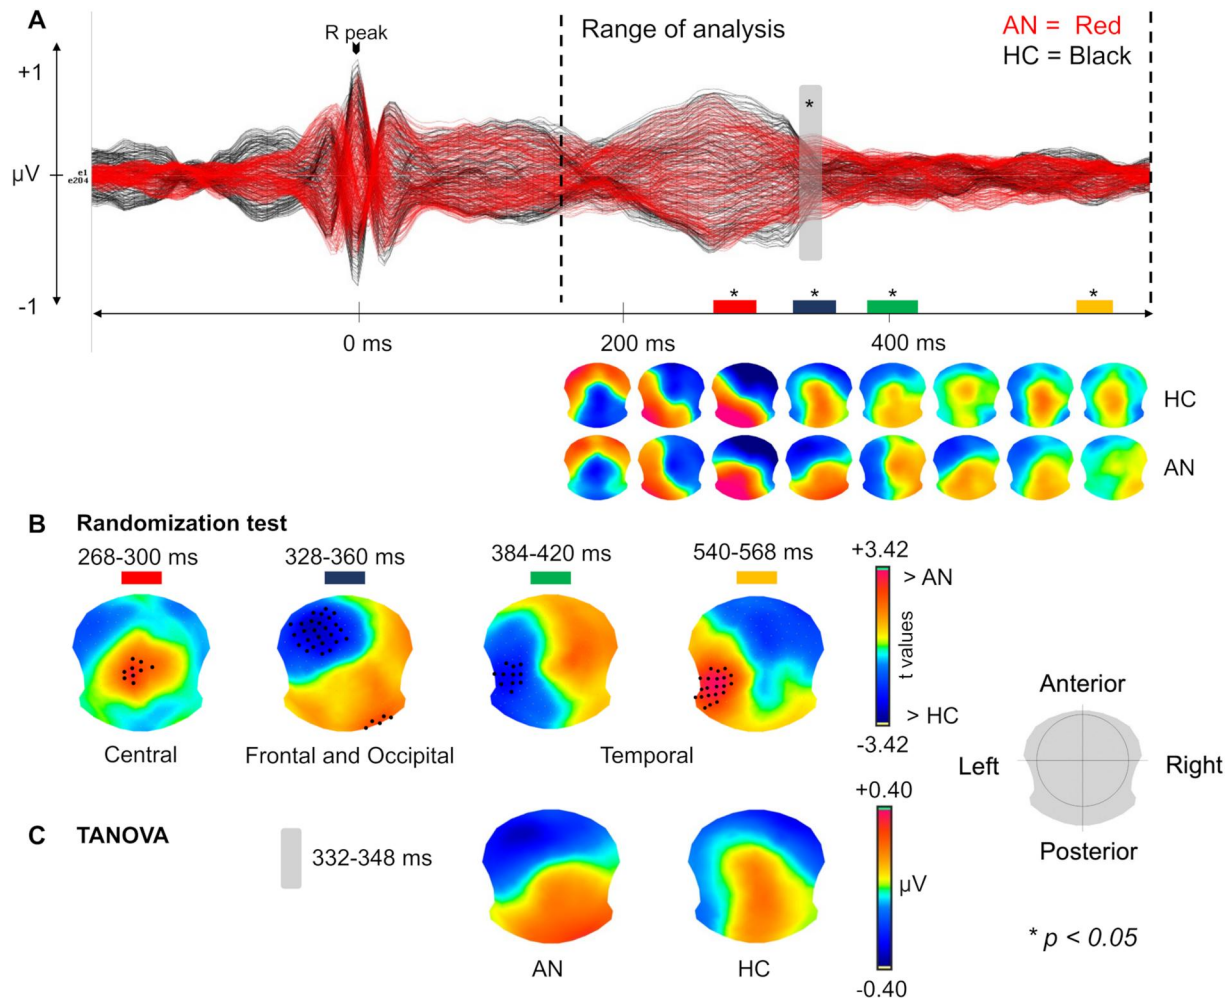 A
R peak
Range of analysis
AN = Red
HC = Black
+1
µV
e1
e204
-1
*
* * * *
0 ms
200 ms
400 ms
HC
AN
B Randomization test
268-300 ms
328-360 ms
384-420 ms
540-568 ms
+3.42
> AN
t values
> HC
-3.42
Central
Frontal and Occipital
Temporal
Anterior
Left
Right
Posterior
C TANOVA
332-348 ms
+0.40
µV
-0.40
AN
HC
* p < 0.05